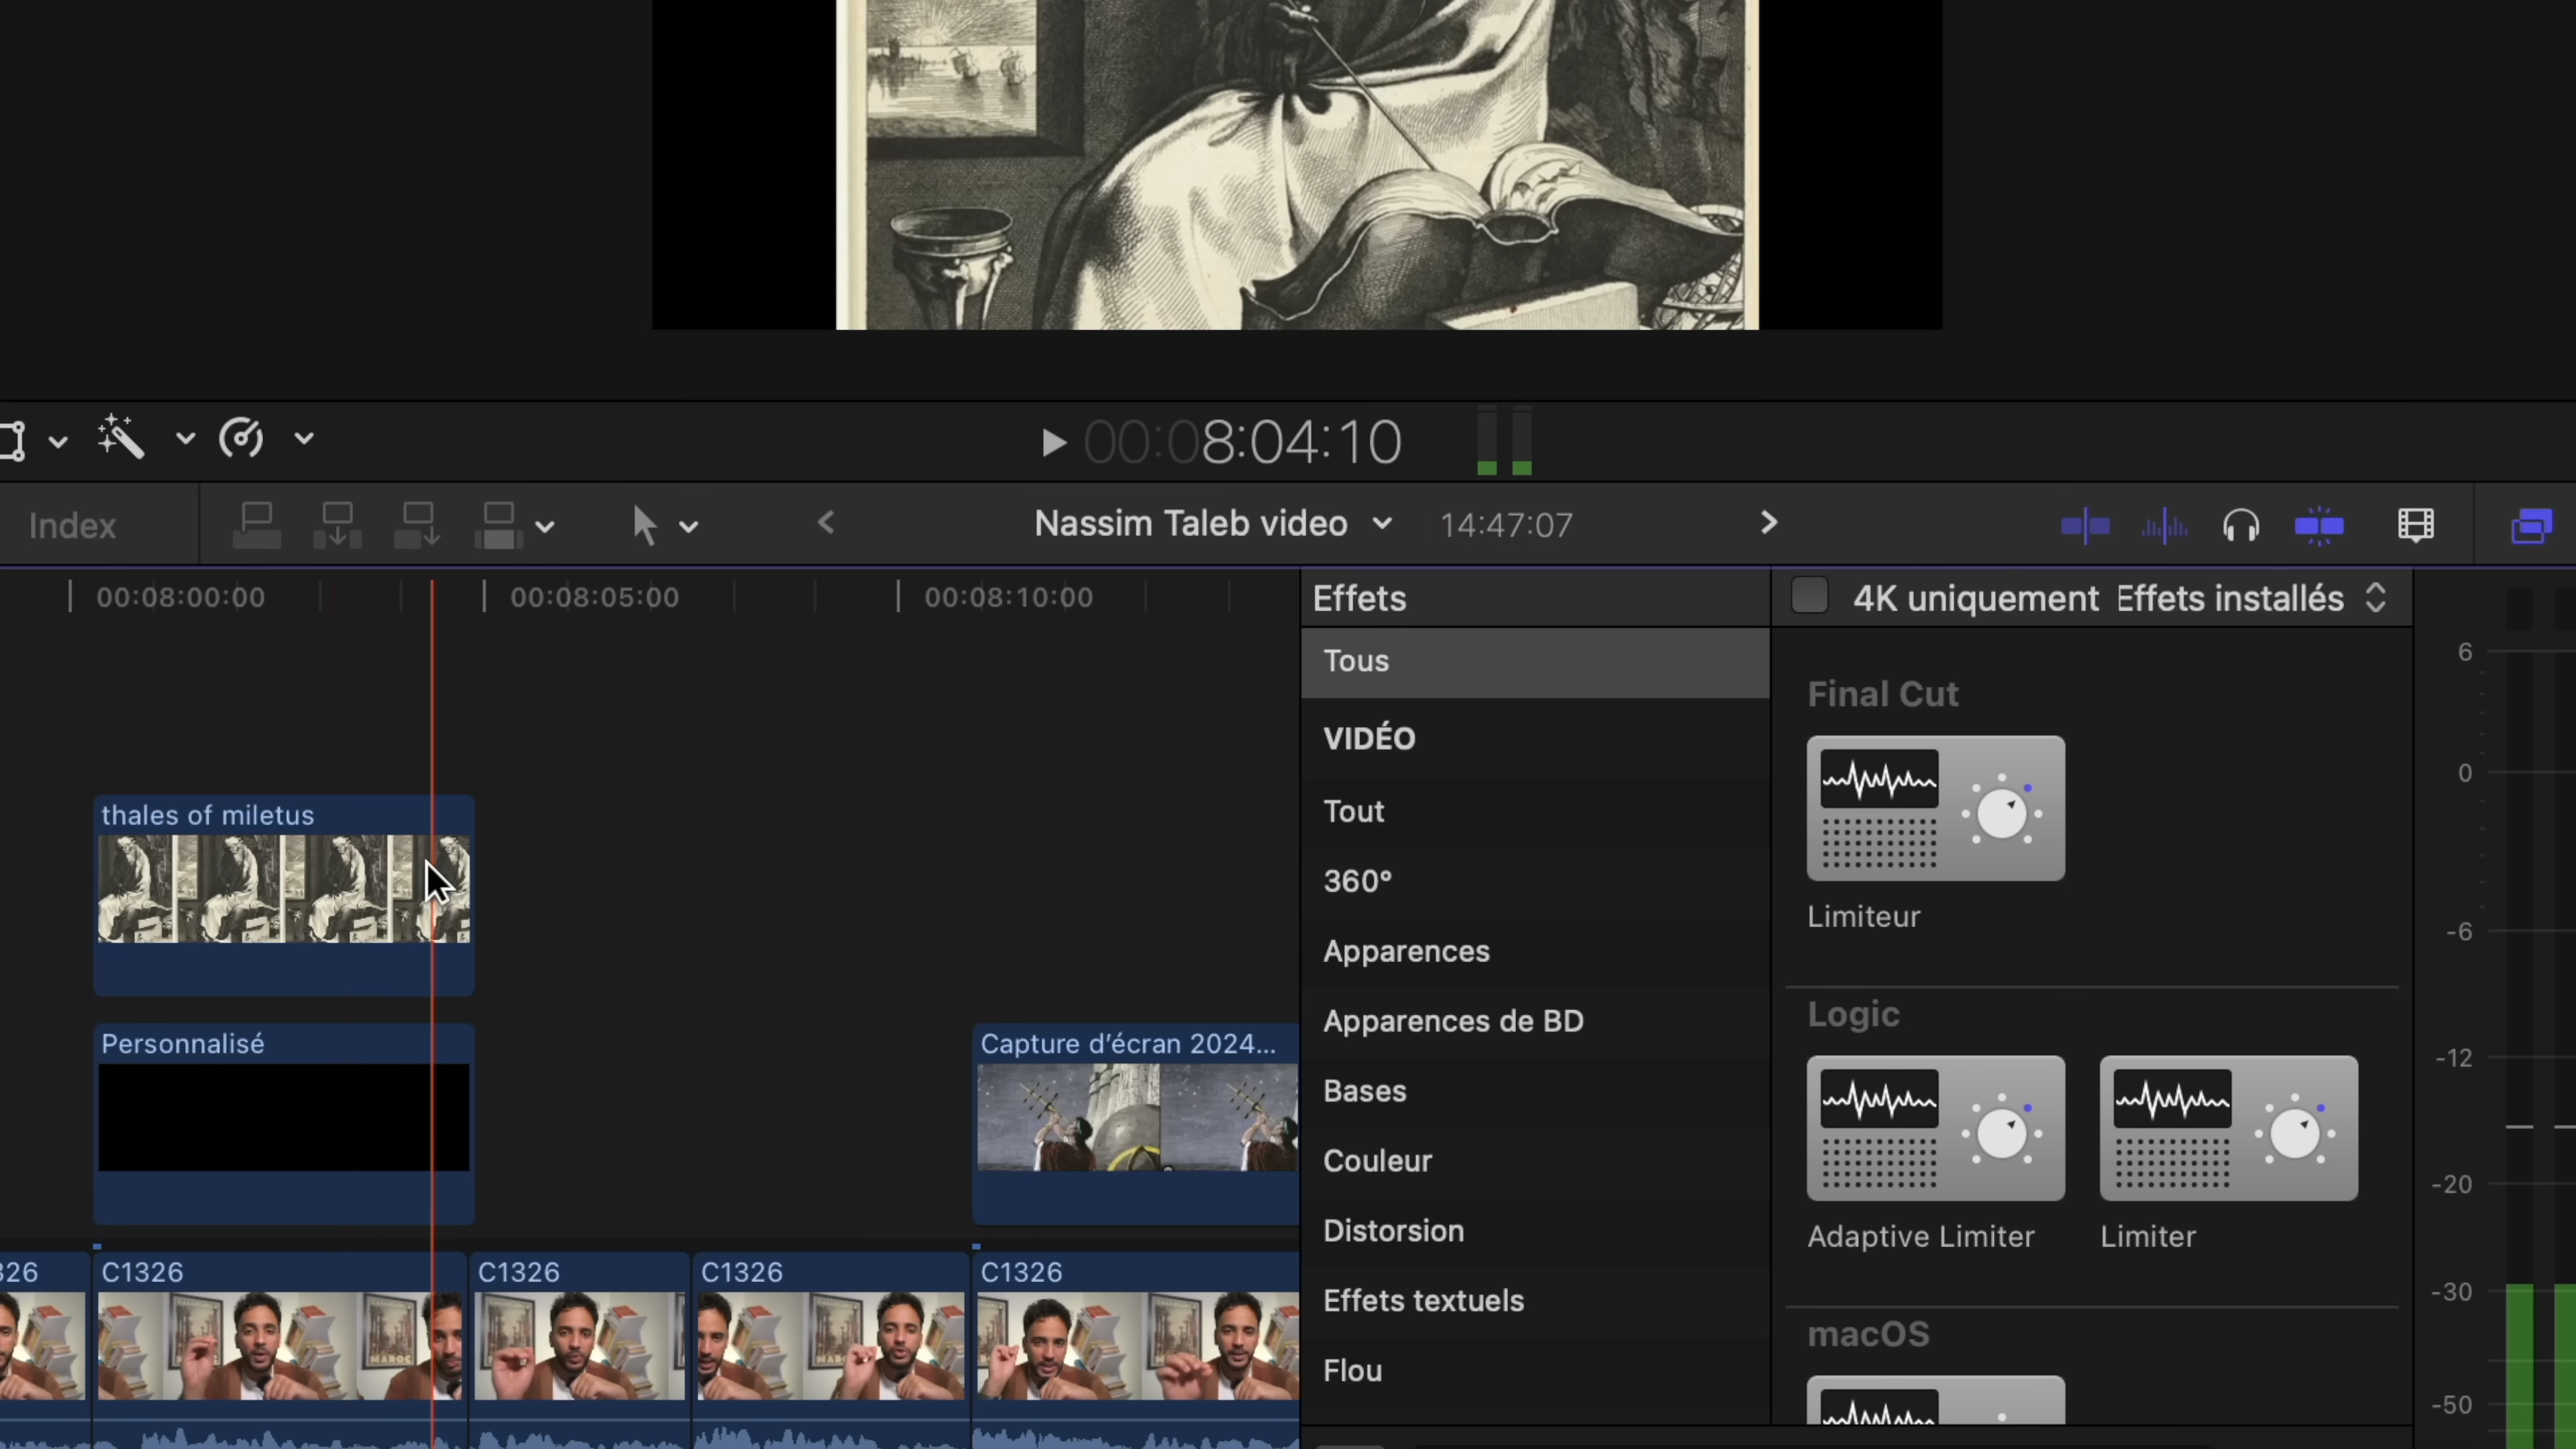 00:08:04:10
Index
Nassim Taleb video
14:47:07
00:08:00:00
00:08:05:00
00:08:10:00
Effets
4K uniquement
Effets installés
Tous
VIDÉO
Tout
360°
Apparences
Apparences de BD
Bases
Couleur
Distorsion
Effets textuels
Flou
Final Cut
Limiteur
Logic
Adaptive Limiter
Limiter
macOS
6
0
-6
-12
-20
-30
-50
thales of miletus
Personnalisé
Capture d’écran 2024...
326
C1326
C1326
C1326
C1326
MAROC